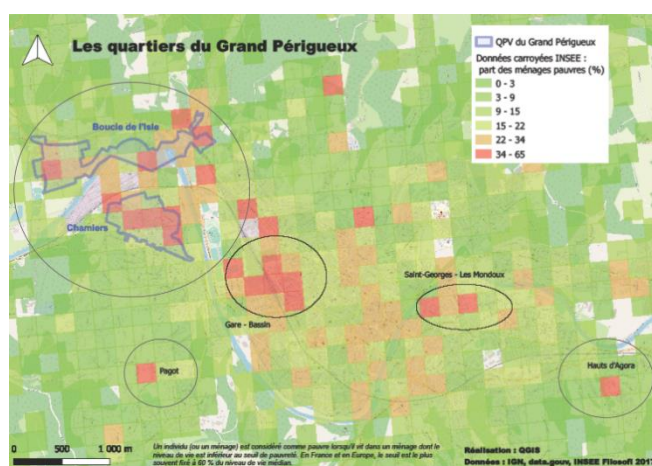 Les quartiers du Grand Périgueux
QPV du Grand Périgueux
Données carroyées INSEE :
part des ménages pauvres (%)
0 - 3
3 - 9
9 - 15
15 - 22
22 - 34
34 - 65
Boucle de l'Isle
Chamiers
Saint-Georges - Les Mondoux
Gare - Bassin
Pagot
Hauts d'Agora
0 500 1 000 m
Un individu (ou un ménage) est considéré comme pauvre lorsqu'il vit dans un ménage dont le
niveau de vie est inférieur au seuil de pauvreté. En France et en Europe, le seuil est le plus
souvent fixé à 60 % du niveau de vie médian.
Réalisation : QGIS
Données : IGN, data.gouv, INSEE Filosofi 2017